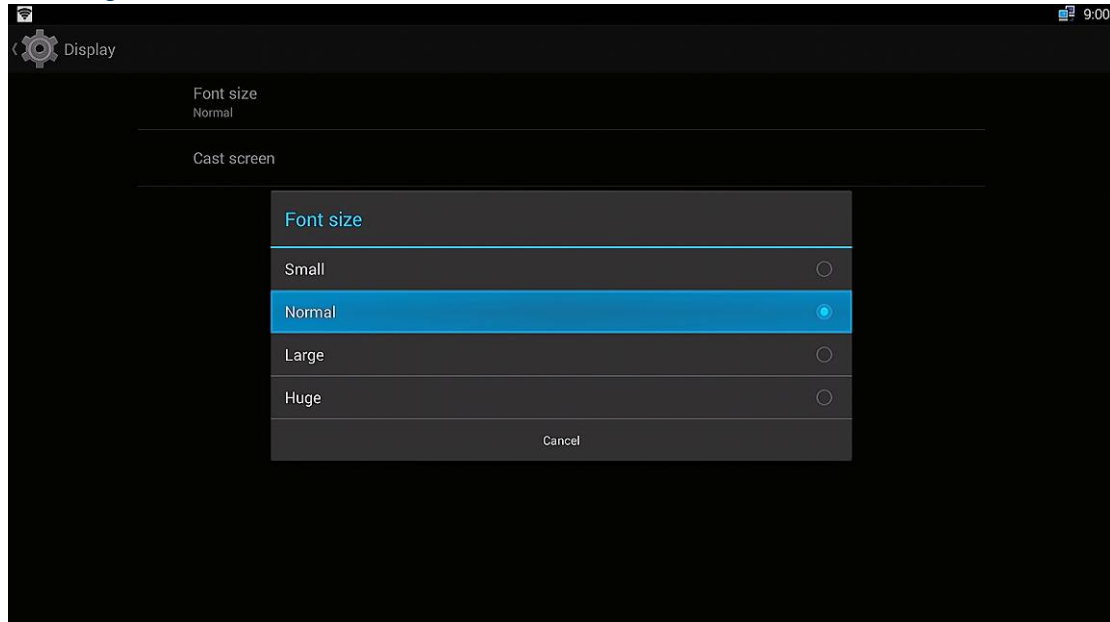 9:00
Display
Font size
Normal
Cast screen
Font size
Small
Normal
Large
Huge
Cancel